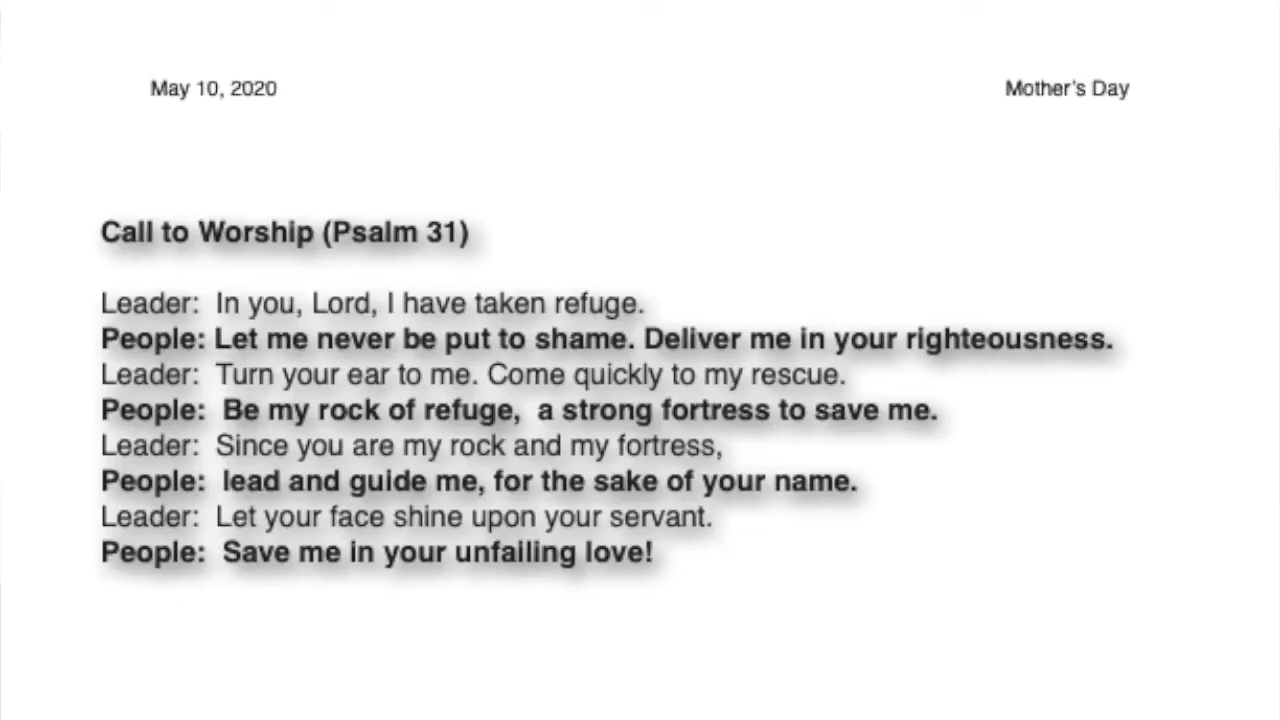 May 10, 2020 Mother's Day
Call to Worship (Psalm 31)
Leader: In you, Lord, I have taken refuge.
People: Let me never be put to shame. Deliver me in your righteousness.
Leader: Turn your ear to me. Come quickly to my rescue.
People: Be my rock of refuge, a strong fortress to save me.
Leader: Since you are my rock and my fortress,
People: lead and guide me, for the sake of your name.
Leader: Let your face shine upon your servant.
People: Save me in your unfailing love!